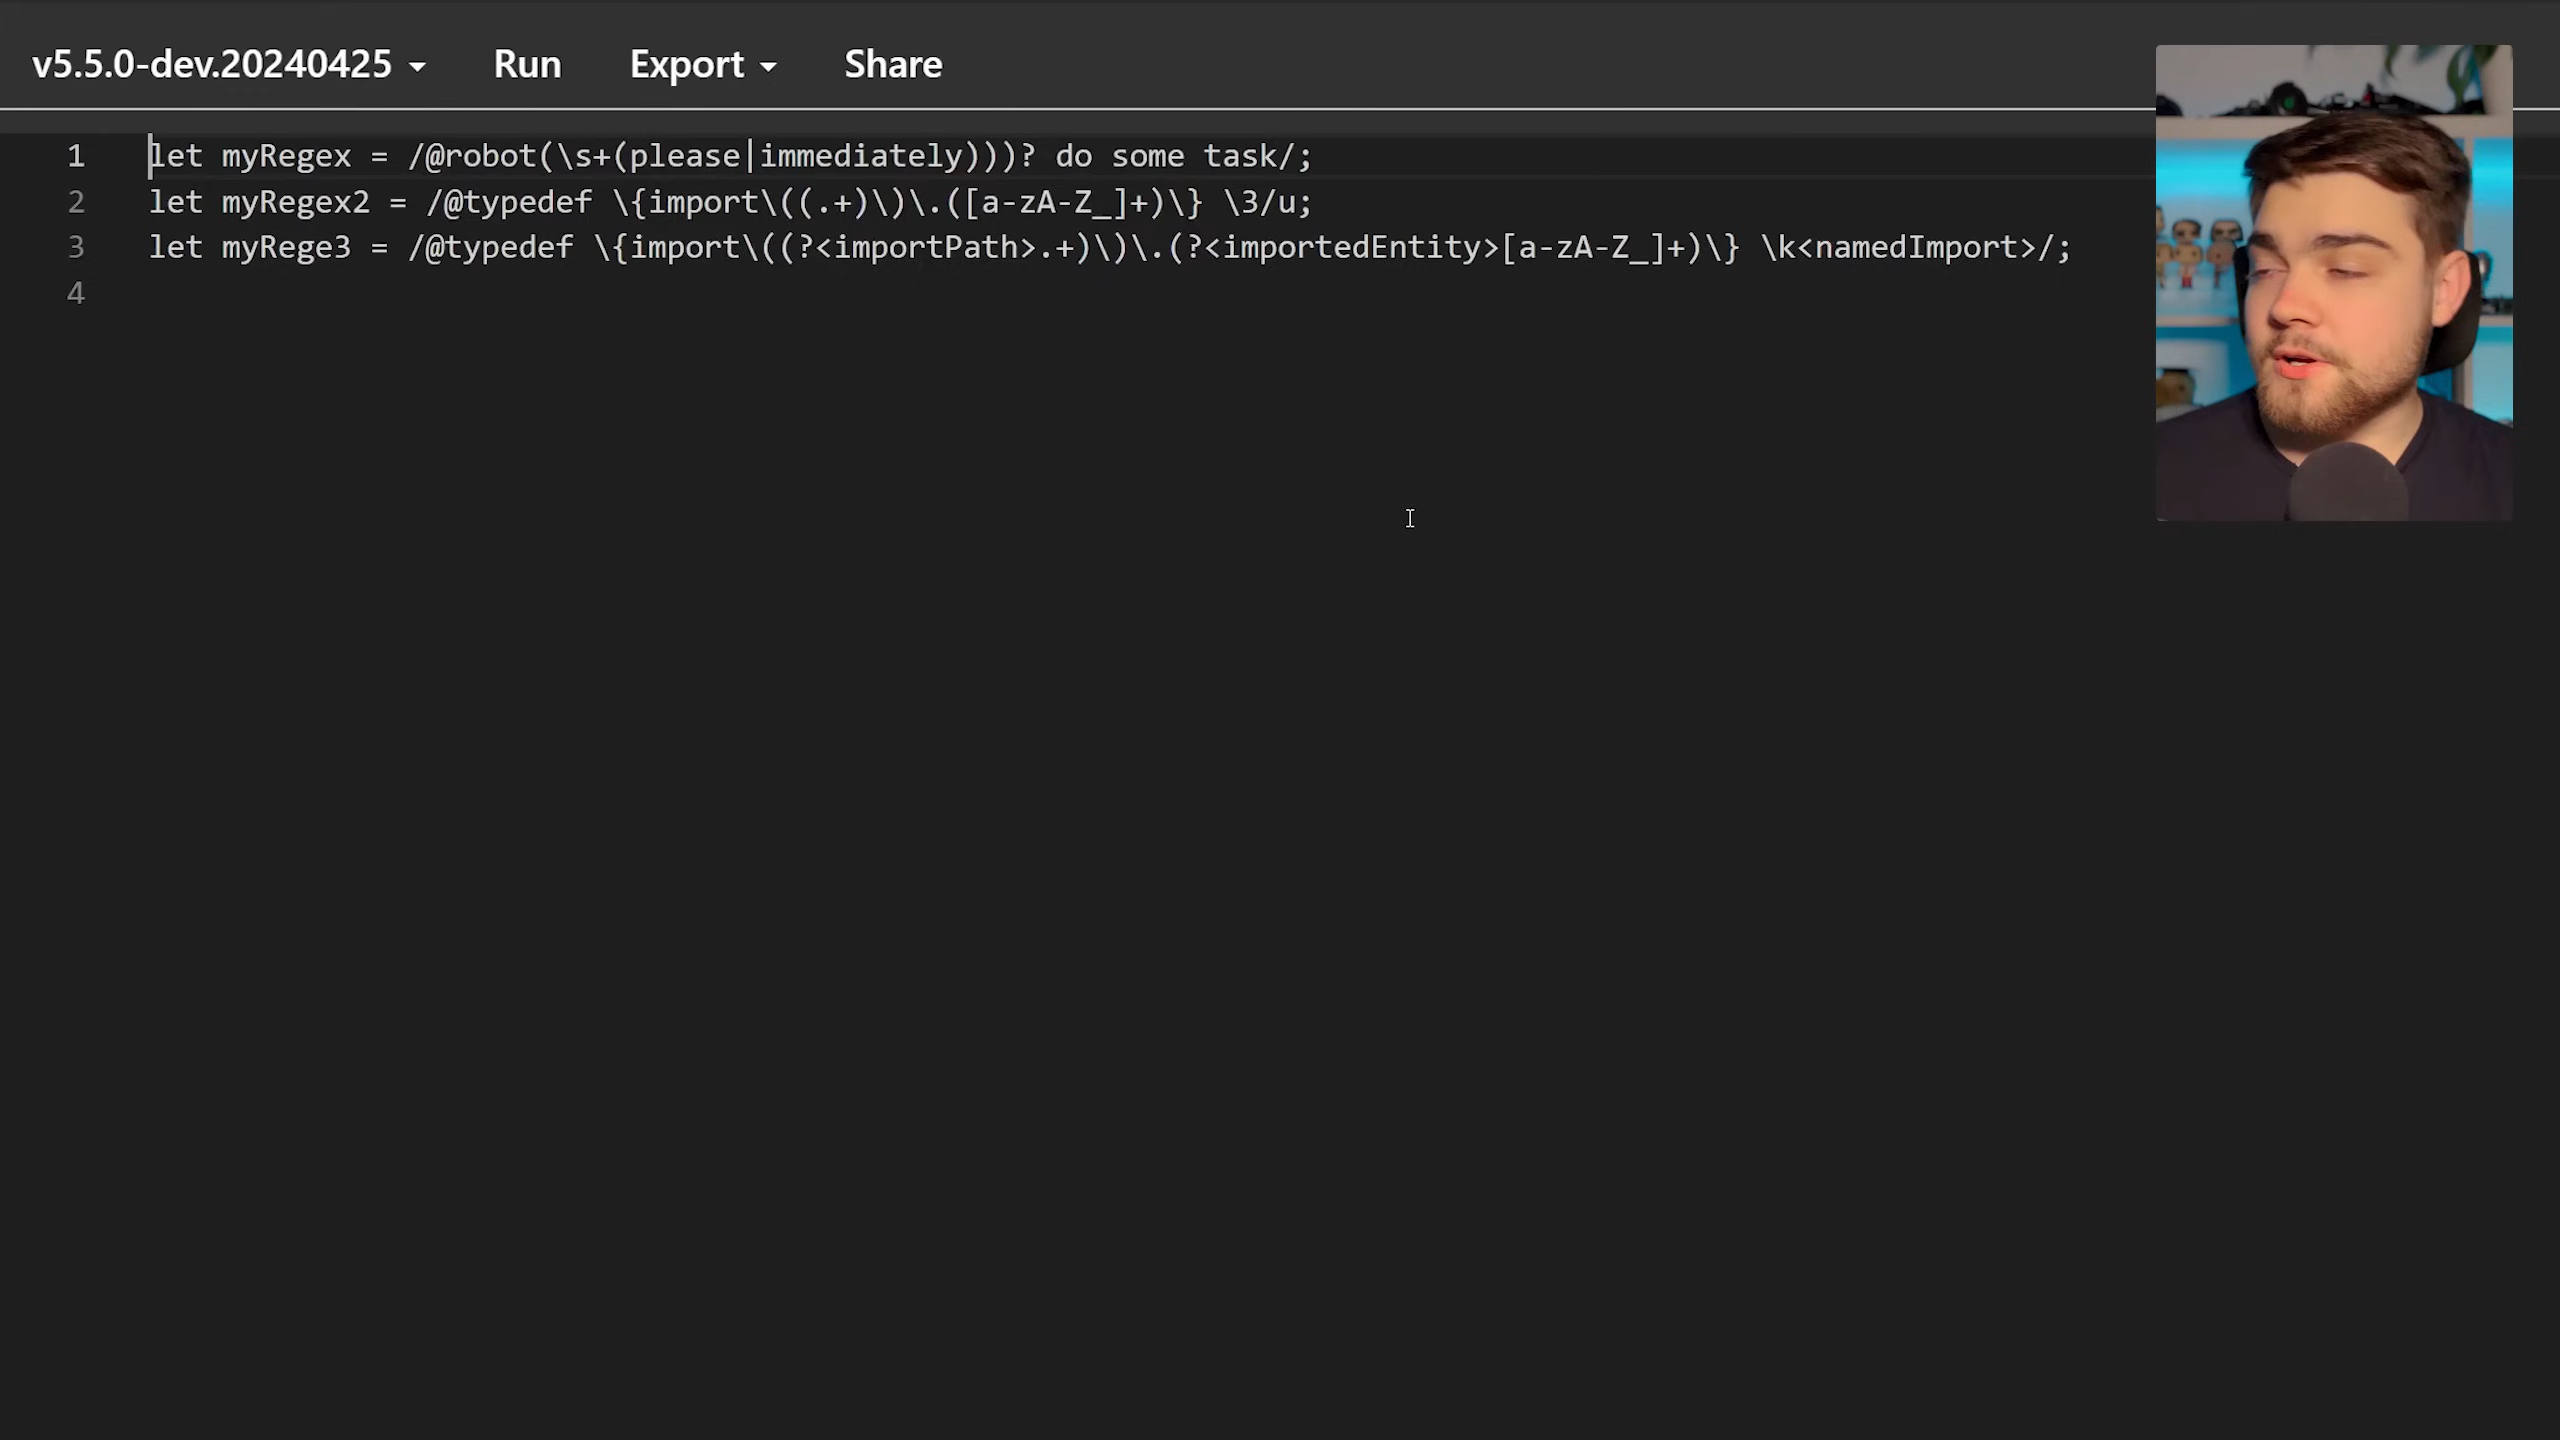 v5.5.0-dev.20240425 Run Export Share
1 let myRegex = /@robot(\s+(please|immediately)))? do some task/;
2 let myRegex2 = /@typedef \{import\((.+)\)\.([a-zA-Z_]+)\} \3/u;
3 let myRege3 = /@typedef \{import\((?<importPath>.+)\)\.(?<importedEntity>[a-zA-Z_]+)\} \k<namedImport>/;
4